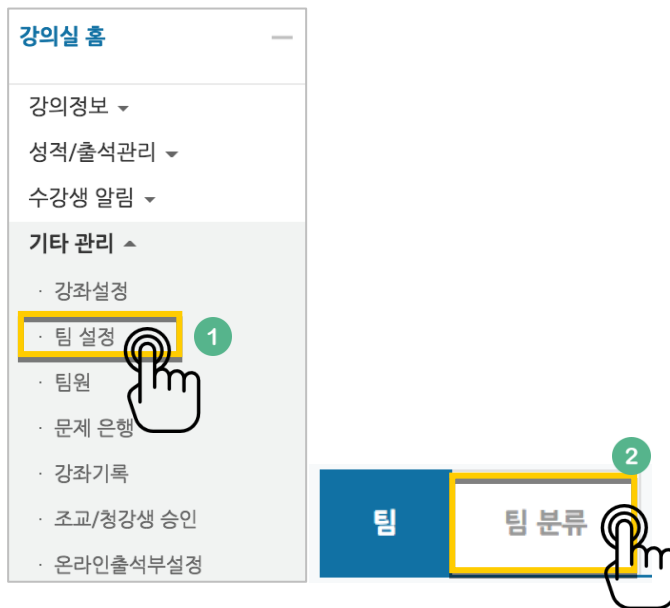 강의실 홈
강의정보
성적/출석관리
수강생 알림
기타 관리
· 강좌설정
· 팀 설정
1
· 팀원
· 문제 은행
· 강좌기록
· 조교/청강생 승인
· 온라인출석부설정
2
팀
팀 분류